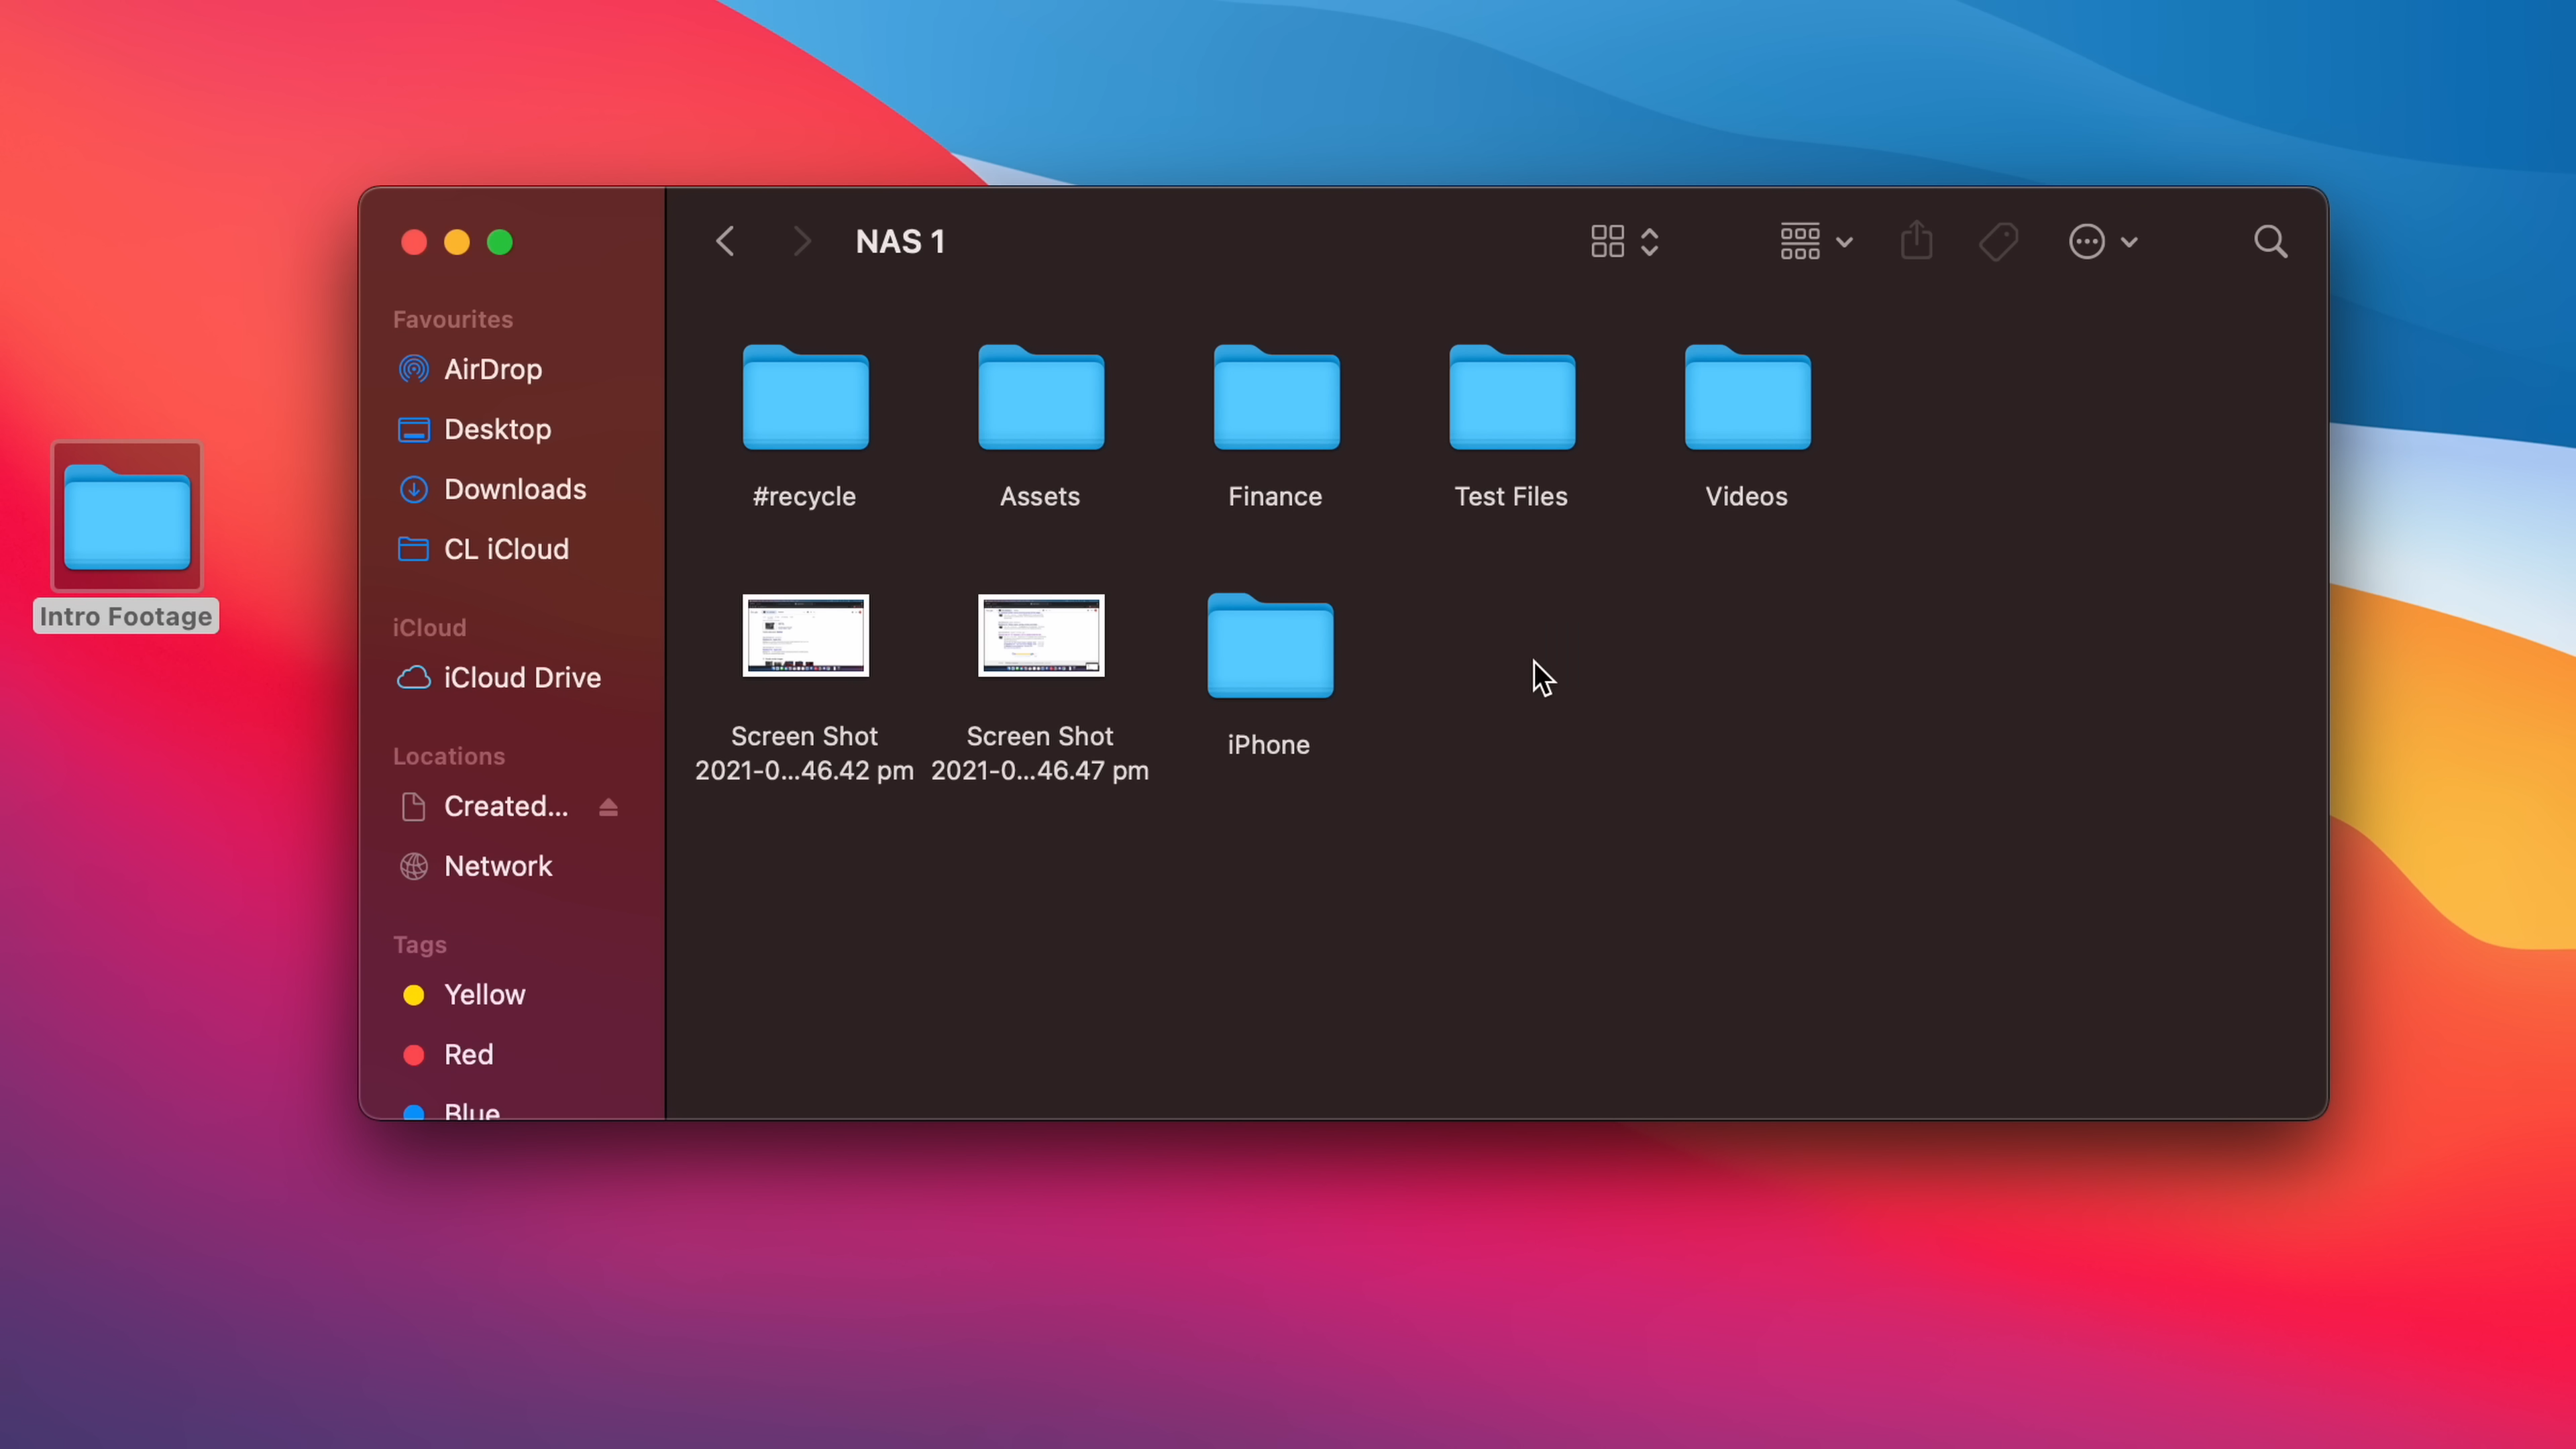 NAS 1
Favourites
AirDrop
Desktop
Downloads
CL iCloud
iCloud
iCloud Drive
Locations
Created...
Network
Tags
Yellow
Red
Blue
Intro Footage
#recycle
Assets
Finance
Test Files
Videos
Screen Shot
2021-0...46.42 pm
Screen Shot
2021-0...46.47 pm
iPhone